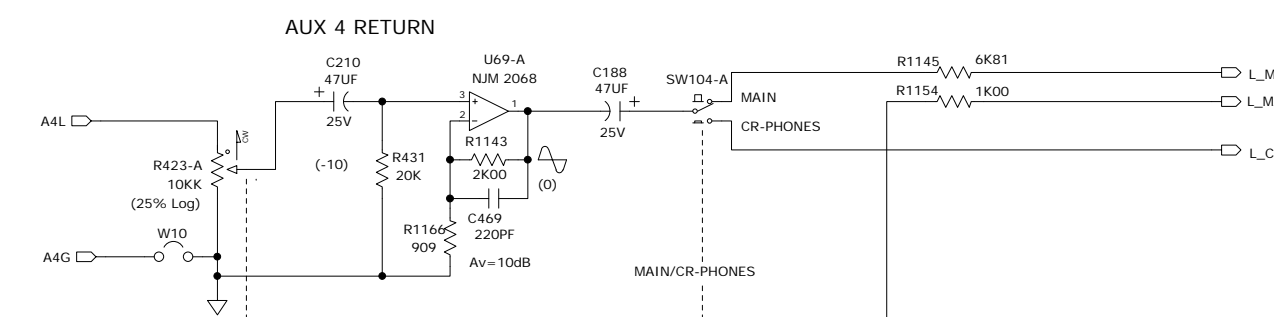 AUX 4 RETURN
C210
47UF
25V
U69-A
NJM 2068
3
2
1
C188
47UF
25V
SW104-A
MAIN
CR-PHONES
R1145
6K81
L_M
R1154
1K00
L_M
L_C
A4L
CW
R423-A
10KK
(25% Log)
(-10)
R431
20K
R1143
2K00
(0)
C469
220PF
R1166
909
Av=10dB
W10
A4G
MAIN/CR-PHONES